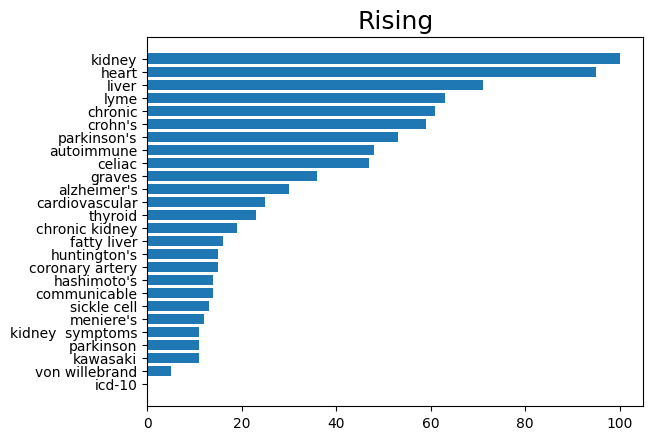 Rising
kidney
heart
liver
lyme
chronic
crohn's
parkinson's
autoimmune
celiac
graves
alzheimer's
cardiovascular
thyroid
chronic kidney
fatty liver
huntington's
coronary artery
hashimoto's
communicable
sickle cell
meniere's
kidney  symptoms
parkinson
kawasaki
von willebrand
icd-10
0 20 40 60 80 100